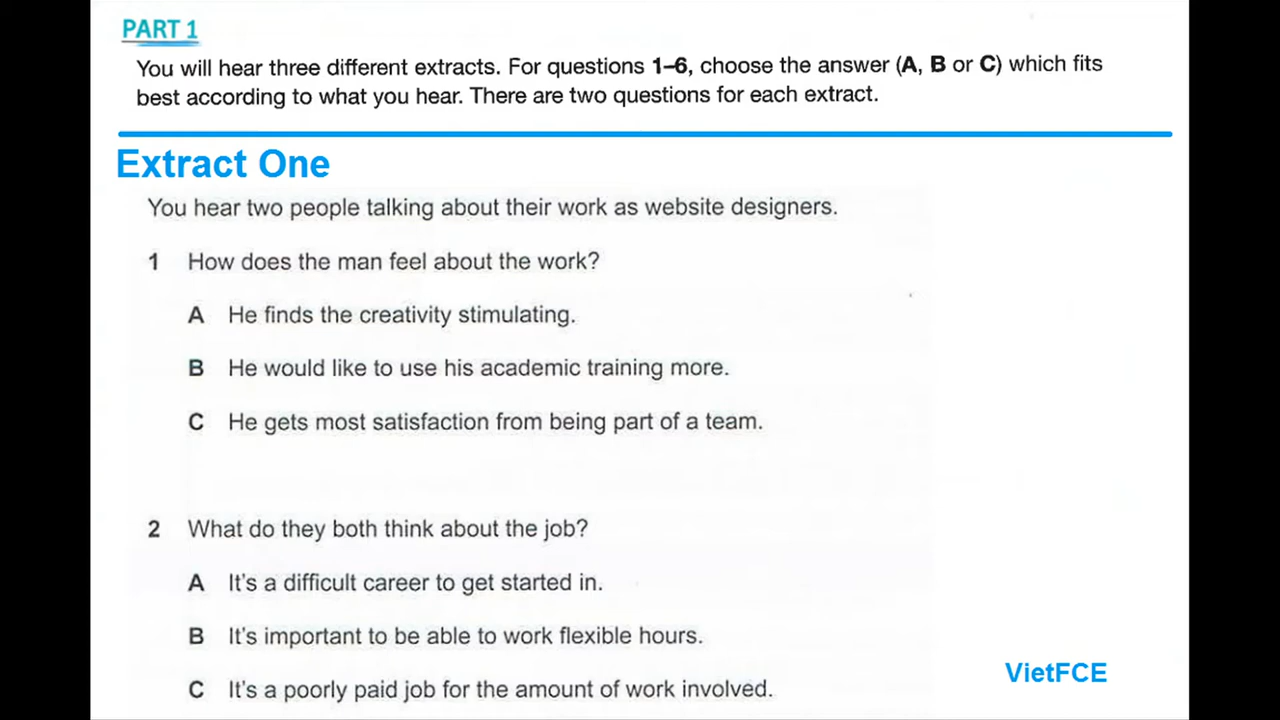 PART 1
You will hear three different extracts. For questions 1–6, choose the answer (A, B or C) which fits
best according to what you hear. There are two questions for each extract.
Extract One
You hear two people talking about their work as website designers.
1 How does the man feel about the work?
A He finds the creativity stimulating.
B He would like to use his academic training more.
C He gets most satisfaction from being part of a team.
2 What do they both think about the job?
A It's a difficult career to get started in.
B It's important to be able to work flexible hours.
C It's a poorly paid job for the amount of work involved.
VietFCE